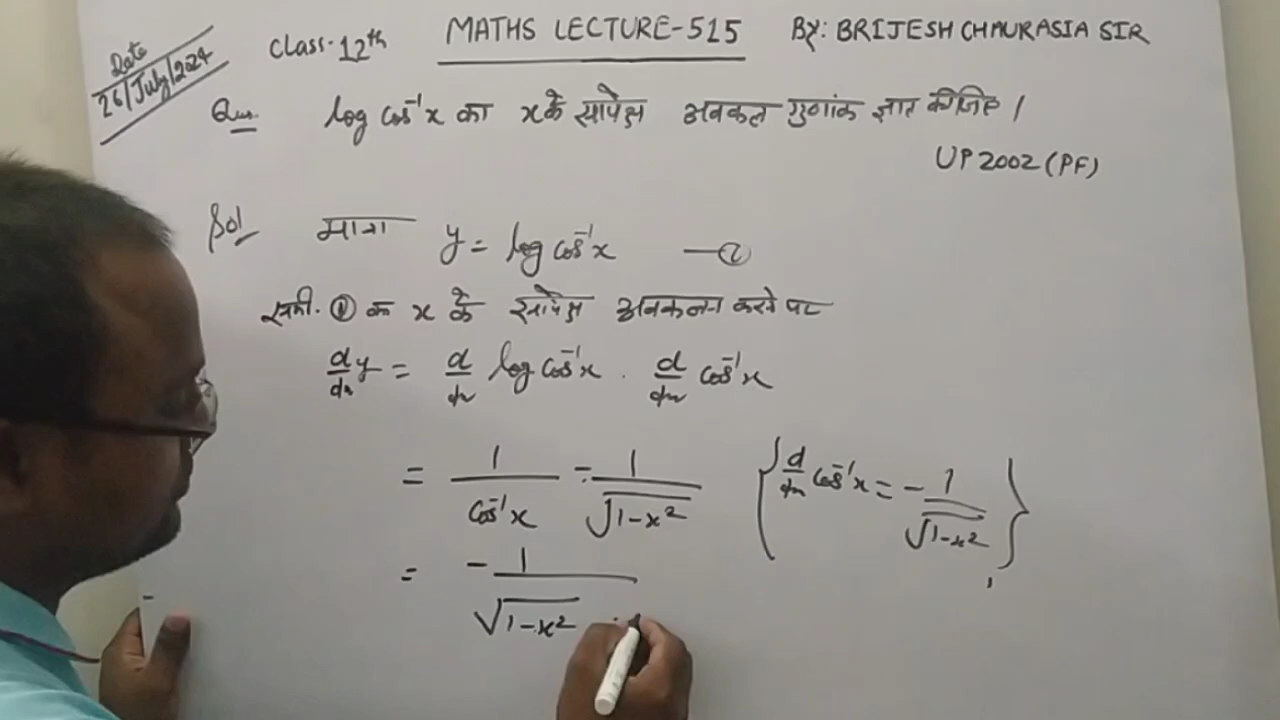 Date
26/July/2024
Class-12th
MATHS LECTURE-515
BY: BRIJESH CHAURASIA SIR
Que. log cos⁻¹x का x के सापेक्ष अवकल गुणांक ज्ञात कीजिए।
UP 2002 (PF)
Sol माना y = log cos⁻¹x —①
समी. ① का x के सापेक्ष अवकलन करने पर
d/dx y = d/dx log cos⁻¹x . d/dx cos⁻¹x
= 1/cos⁻¹x · -1/√1-x² { d/dx cos⁻¹x = - 1/√1-x² }
= - 1/√1-x²